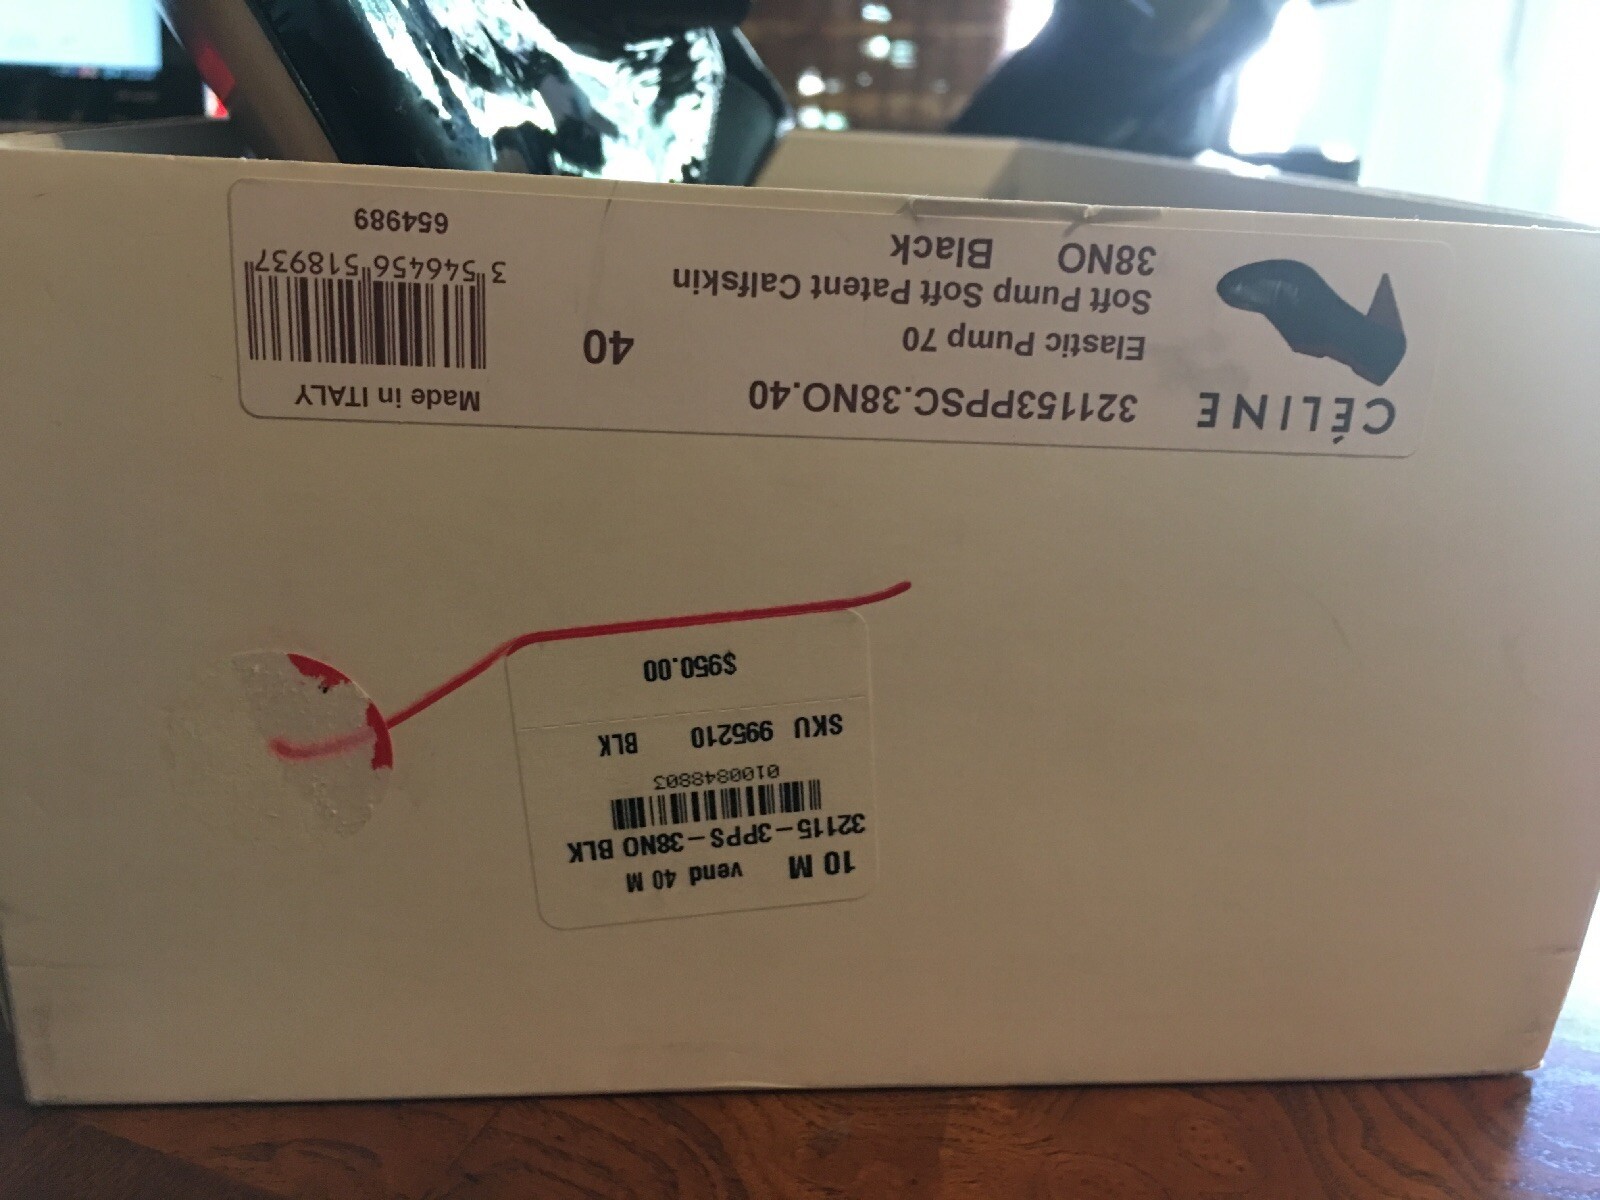 CÉLINE 321153PPSC.38NO.40
Elastic Pump 70
Soft Pump Soft Patent Calfskin
38NO Black
40
Made in ITALY
3 546456 518937
654989
10 M vend 40 M
32115-3PPS-38NO BLK
0100848803
SKU 995210 BLK
$950.00